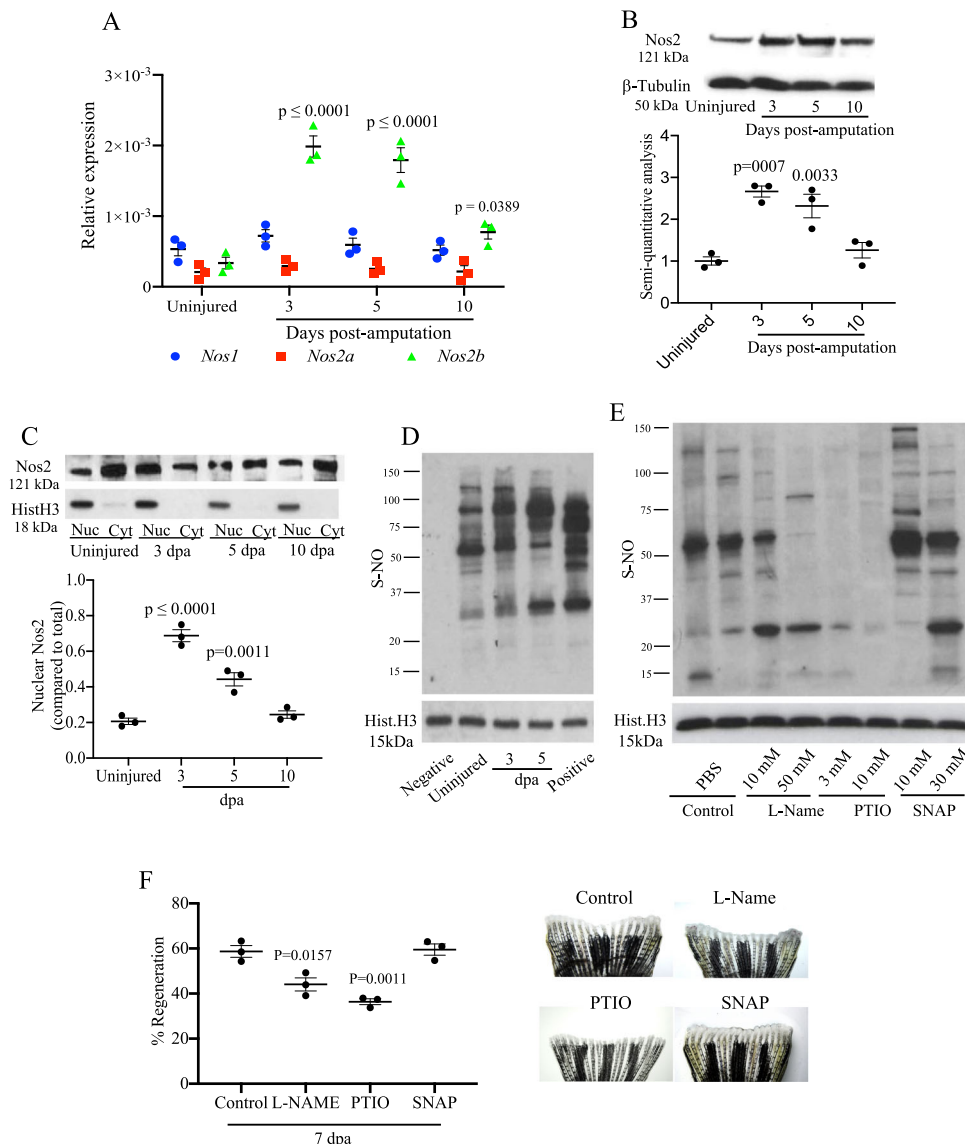 A
3×10⁻³
2×10⁻³
1×10⁻³
0
Relative expression
p ≤ 0.0001
p ≤ 0.0001
p = 0.0389
Uninjured
3
5
10
Days post-amputation
Nos1
Nos2a
Nos2b
B
Nos2
121 kDa
β-Tubulin
50 kDa
Uninjured
3
5
10
Days post-amputation
Semi-quantitative analysis
4
3
2
1
0
p=0007
0.0033
Uninjured
3
5
10
Days post-amputation
C
Nos2
121 kDa
HistH3
18 kDa
Nuc Cyt Nuc Cyt Nuc Cyt Nuc Cyt
Uninjured 3 dpa 5 dpa 10 dpa
Nuclear Nos2
(compared to total)
1.0
0.8
0.6
0.4
0.2
0.0
p ≤ 0.0001
p=0.0011
Uninjured 3 5 10
dpa
D
S-NO
150
100
75
50
37
20
15
Hist.H3
15kDa
Negative
Uninjured
3
5
dpa
Positive
E
S-NO
150
100
75
50
37
25
20
15
Hist.H3
15kDa
PBS
10 mM
50 mM
3 mM
10 mM
10 mM
30 mM
Control
L-Name
PTIO
SNAP
F
% Regeneration
80
60
40
20
0
P=0.0157
P=0.0011
Control L-NAME PTIO SNAP
7 dpa
Control
L-Name
PTIO
SNAP